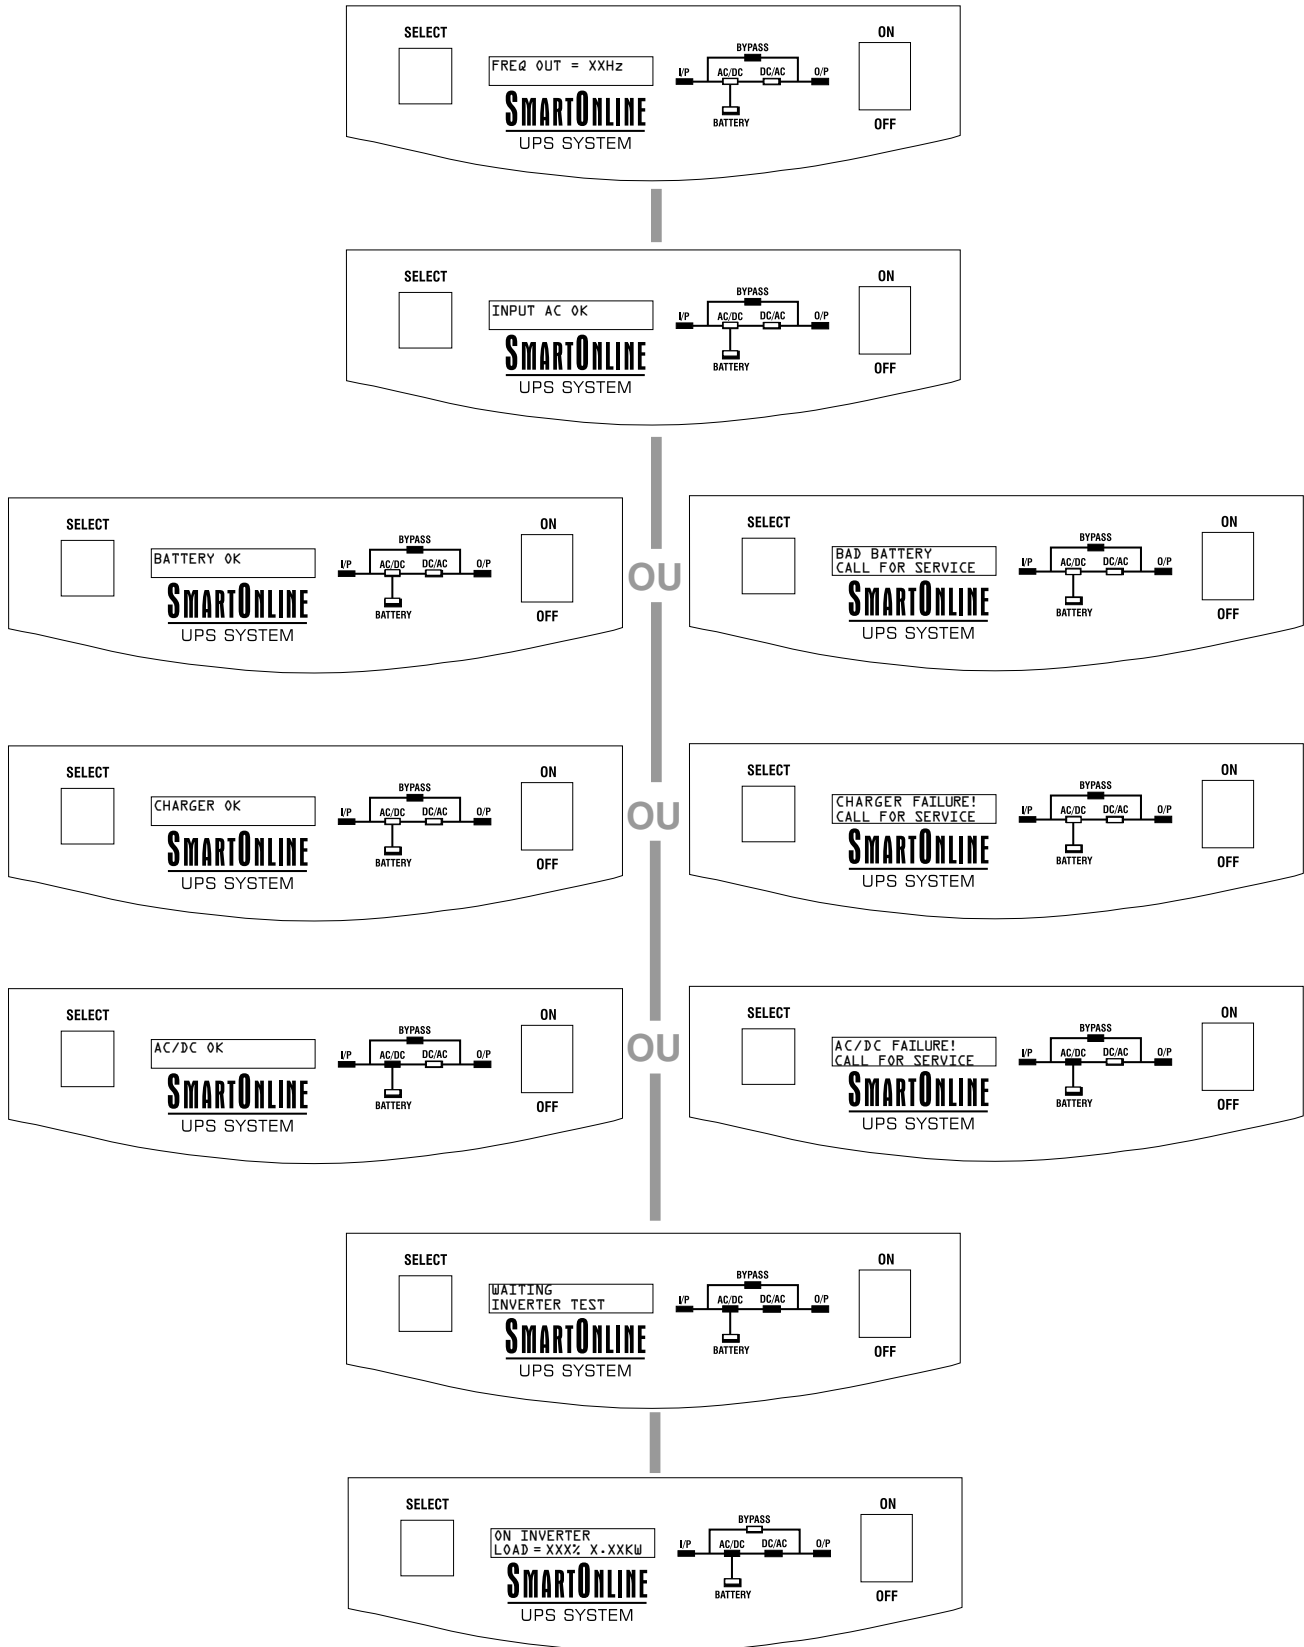 SELECT
ON
FREQ OUT = XXHz
BYPASS
I/P AC/DC DC/AC O/P
BATTERY
OFF
SMARTONLINE
UPS SYSTEM
SELECT
ON
INPUT AC OK
BYPASS
I/P AC/DC DC/AC O/P
BATTERY
OFF
SMARTONLINE
UPS SYSTEM
SELECT
ON
BATTERY OK
BYPASS
I/P AC/DC DC/AC O/P
BATTERY
OFF
SMARTONLINE
UPS SYSTEM
OU
SELECT
ON
BAD BATTERY
CALL FOR SERVICE
BYPASS
I/P AC/DC DC/AC O/P
BATTERY
OFF
SMARTONLINE
UPS SYSTEM
SELECT
ON
CHARGER OK
BYPASS
I/P AC/DC DC/AC O/P
BATTERY
OFF
SMARTONLINE
UPS SYSTEM
OU
SELECT
ON
CHARGER FAILURE!
CALL FOR SERVICE
BYPASS
I/P AC/DC DC/AC O/P
BATTERY
OFF
SMARTONLINE
UPS SYSTEM
SELECT
ON
AC/DC OK
BYPASS
I/P AC/DC DC/AC O/P
BATTERY
OFF
SMARTONLINE
UPS SYSTEM
OU
SELECT
ON
AC/DC FAILURE!
CALL FOR SERVICE
BYPASS
I/P AC/DC DC/AC O/P
BATTERY
OFF
SMARTONLINE
UPS SYSTEM
SELECT
ON
WAITING
INVERTER TEST
BYPASS
I/P AC/DC DC/AC O/P
BATTERY
OFF
SMARTONLINE
UPS SYSTEM
SELECT
ON
ON INVERTER
LOAD = XXX% X.XXKW
BYPASS
I/P AC/DC DC/AC O/P
BATTERY
OFF
SMARTONLINE
UPS SYSTEM